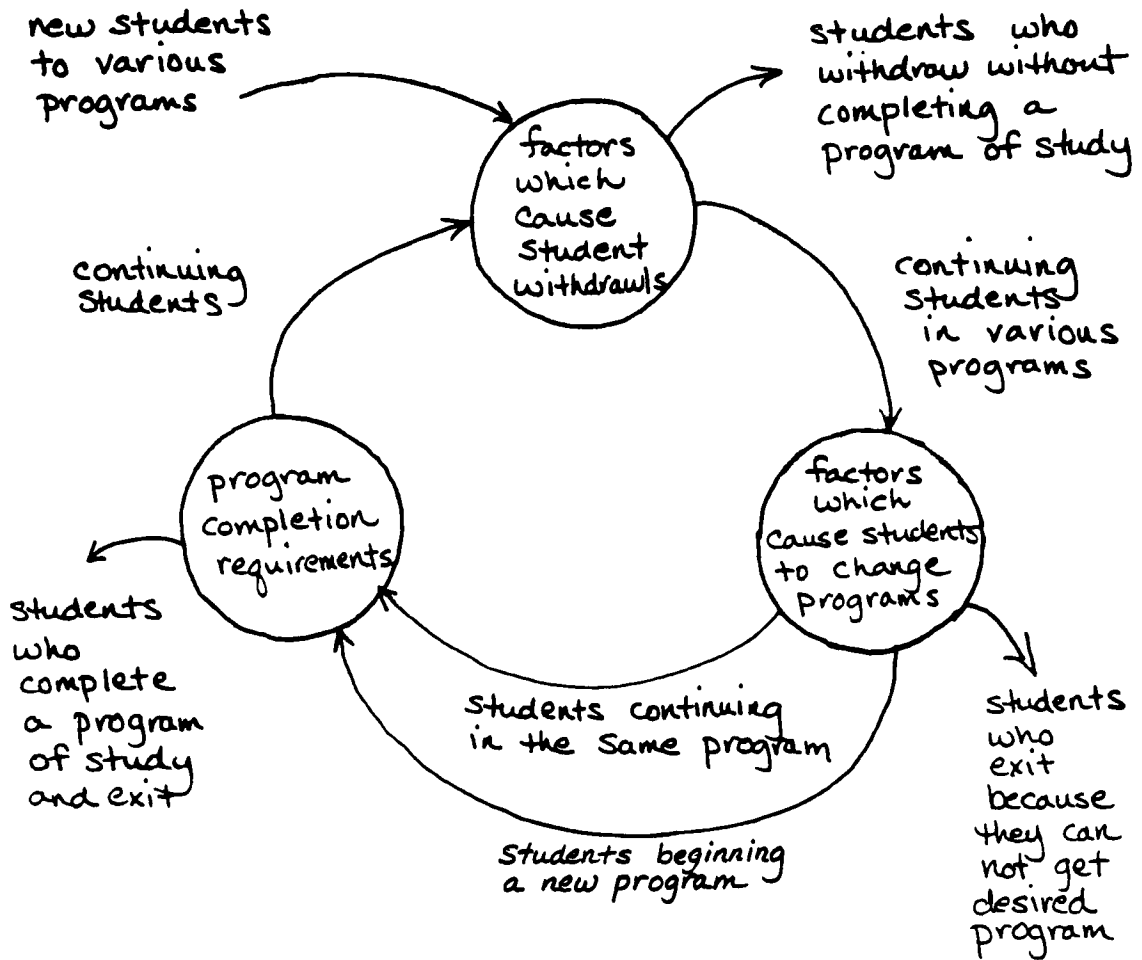 new students
to various
programs
students who
withdraw without
completing a
program of study
factors
which
cause
student
withdrawls
continuing
students
continuing
students
in various
programs
program
completion
requirements
factors
which
cause students
to change
programs
students
who
complete
a program
of study
and exit
students continuing
in the same program
students beginning
a new program
students
who
exit
because
they can
not get
desired
program